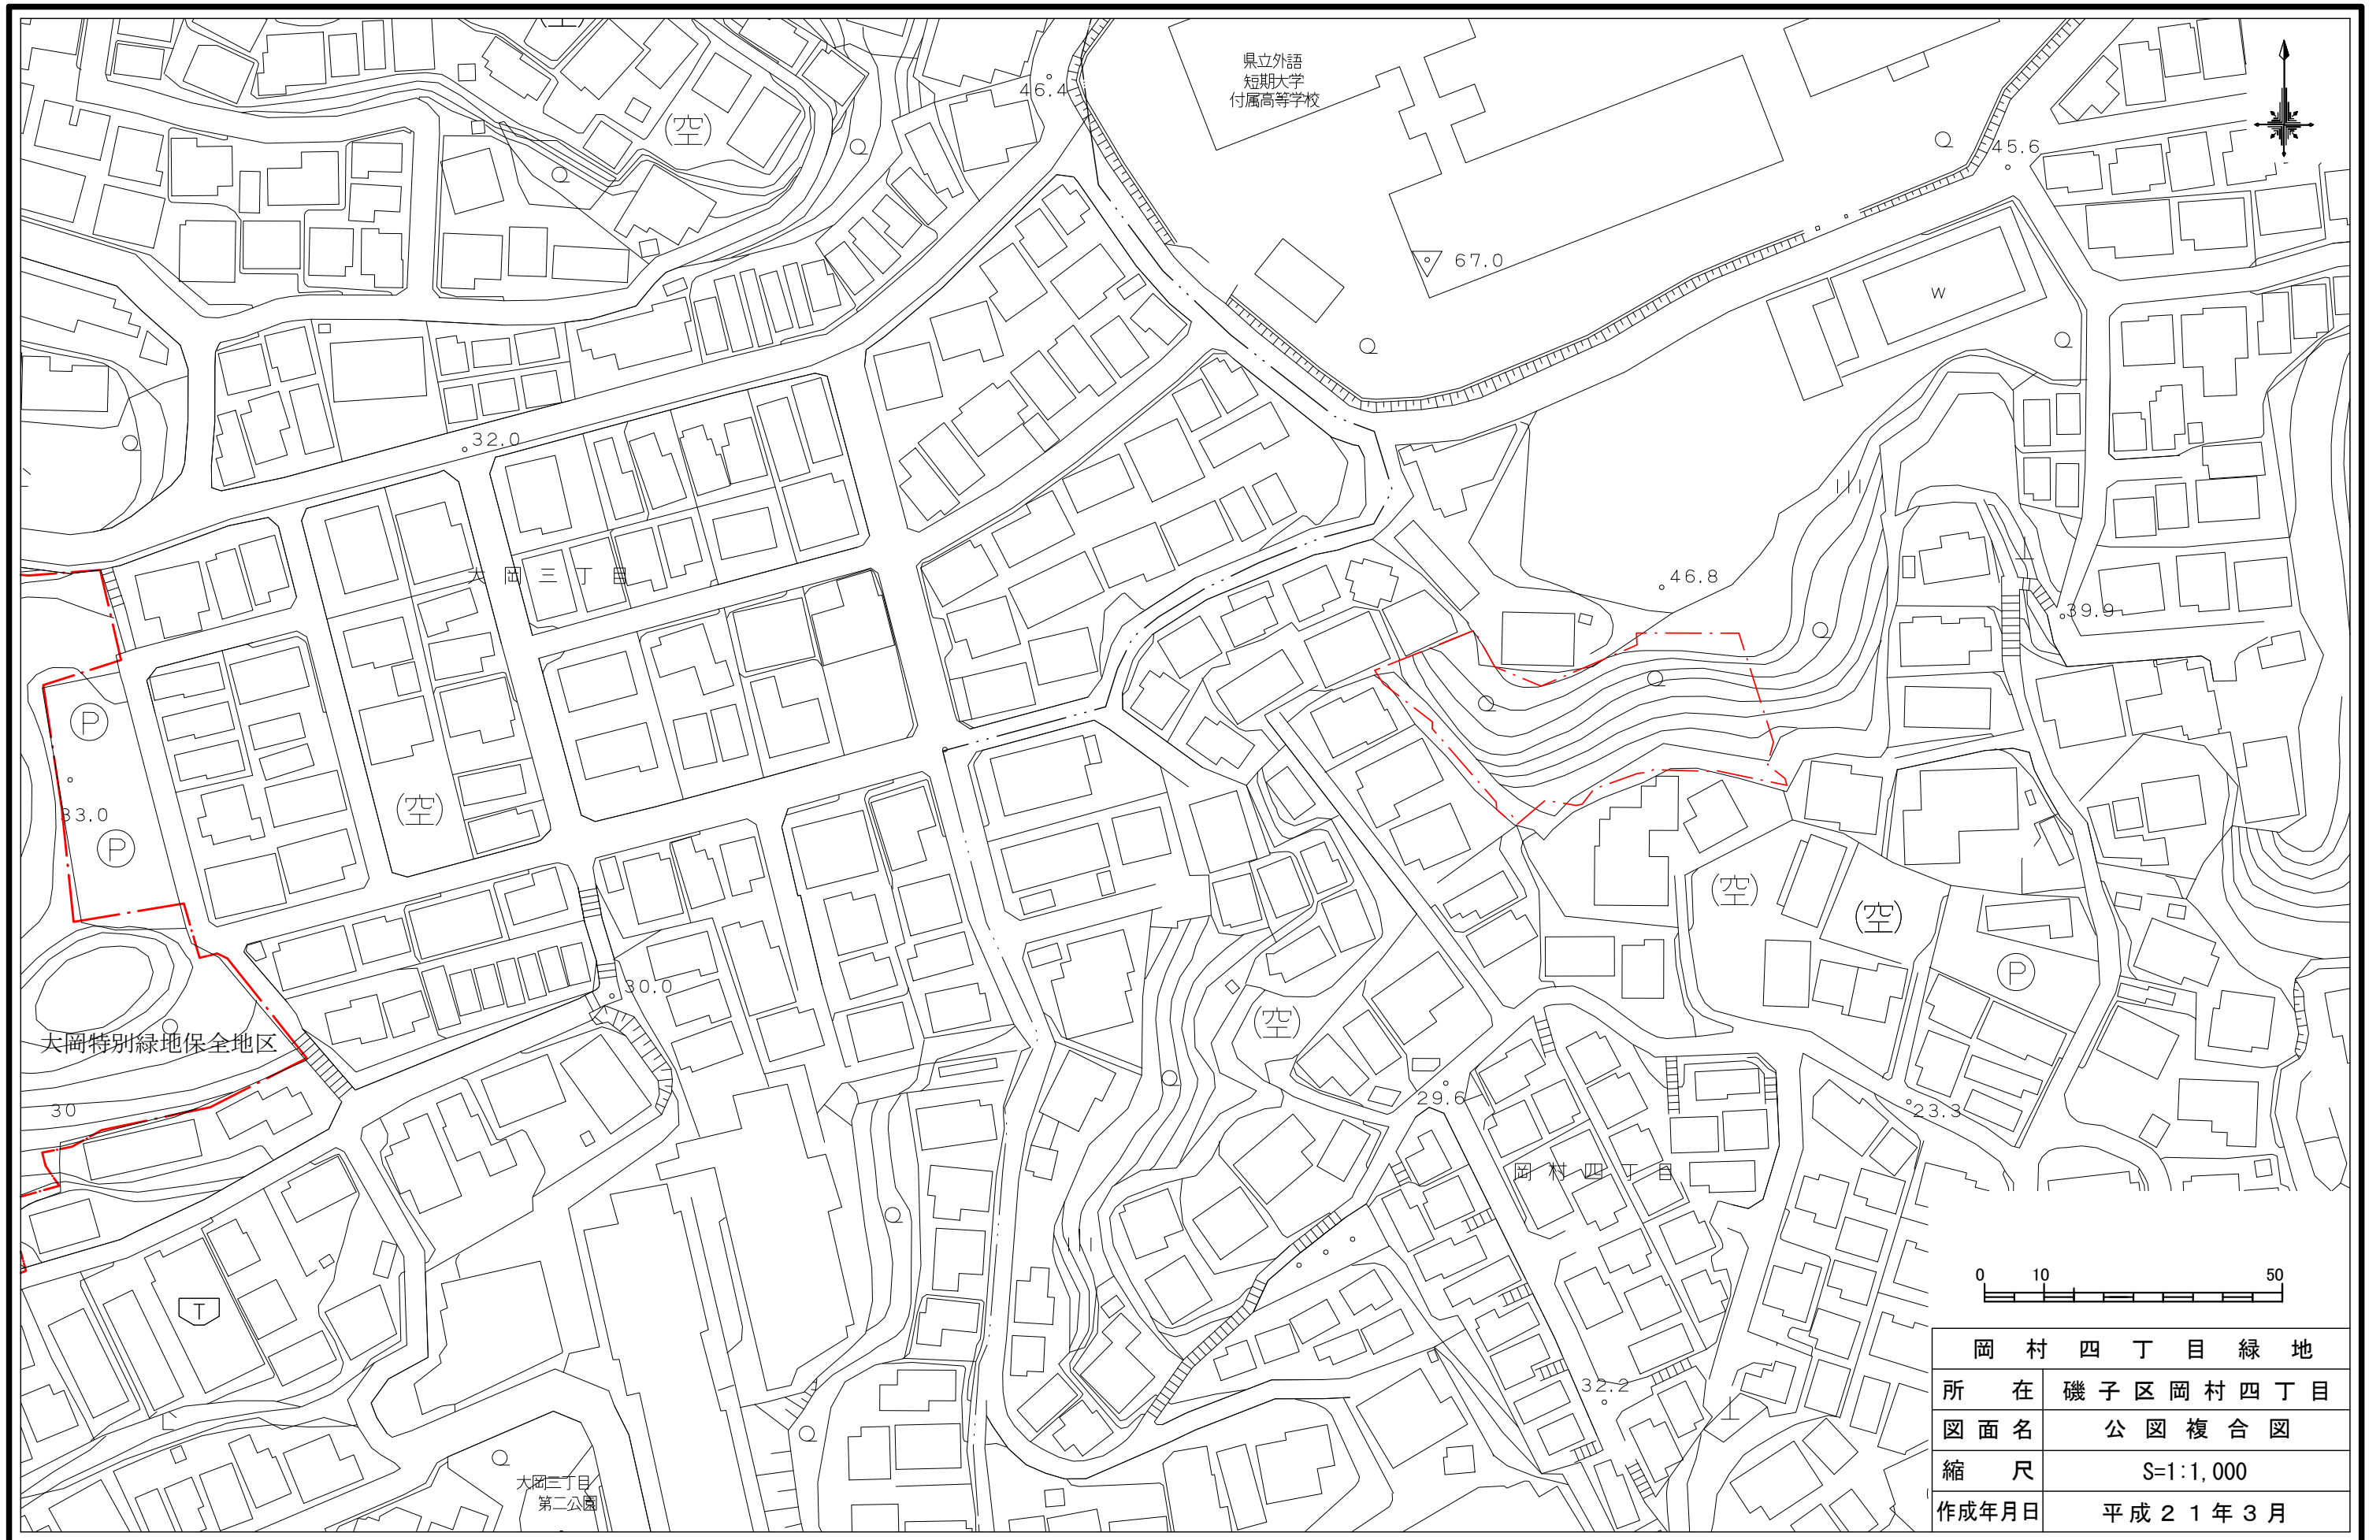 (空)
県立外語
短期大学
付属高等学校
46.4
(空)
45.6
67.0
W
32.0
大岡三丁目
46.8
39.9
P
33.0
(空)
P
(空)
(空)
P
30.0
(空)
大岡特別緑地保全地区
30
29.6
23.3
岡村四丁目
0 10 50
T
32.2
大岡三丁目
第二公園
岡村四丁目緑地
所在 磯子区岡村四丁目
図面名 公図複合図
縮尺 S=1:1,000
作成年月日 平成21年3月